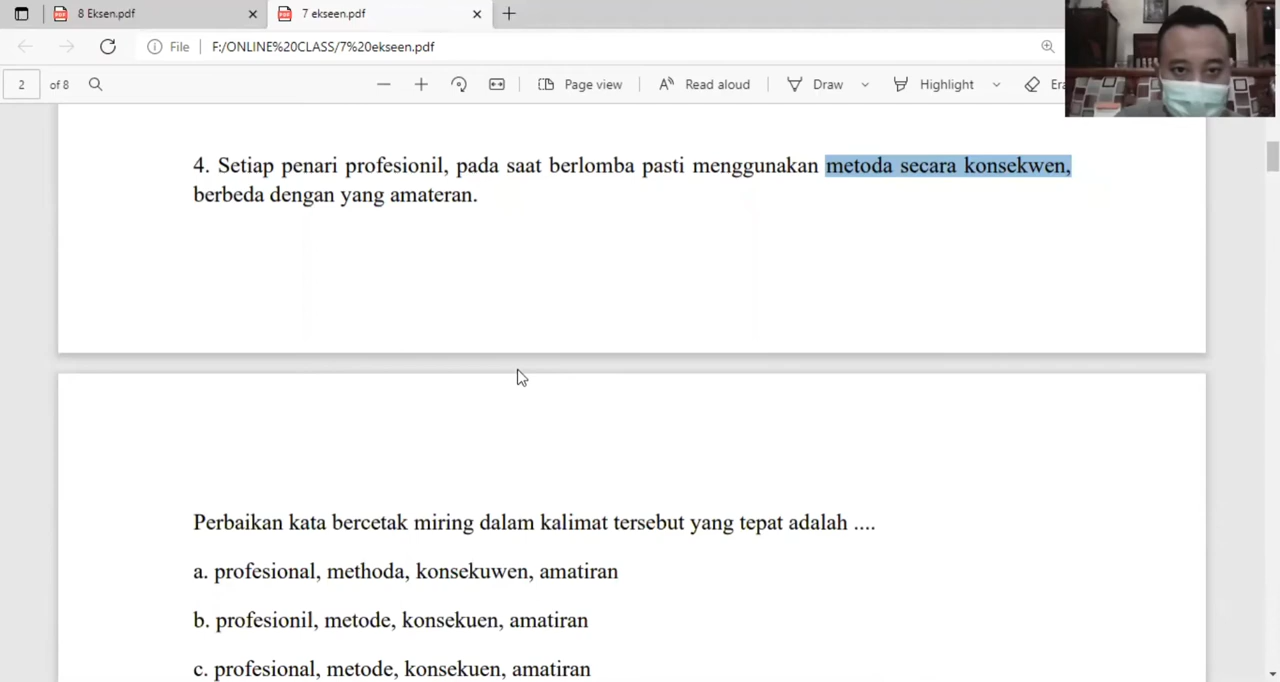 8 Eksen.pdf
7 ekseen.pdf
File
F:/ONLINE%20CLASS/7%20ekseen.pdf
2 of 8
Page view
Read aloud
Draw
Highlight
Era
4. Setiap penari profesionil, pada saat berlomba pasti menggunakan metoda secara konsekwen,
berbeda dengan yang amateran.
Perbaikan kata bercetak miring dalam kalimat tersebut yang tepat adalah ....
a. profesional, methoda, konsekuwen, amatiran
b. profesionil, metode, konsekuen, amatiran
c. profesional, metode, konsekuen, amatiran